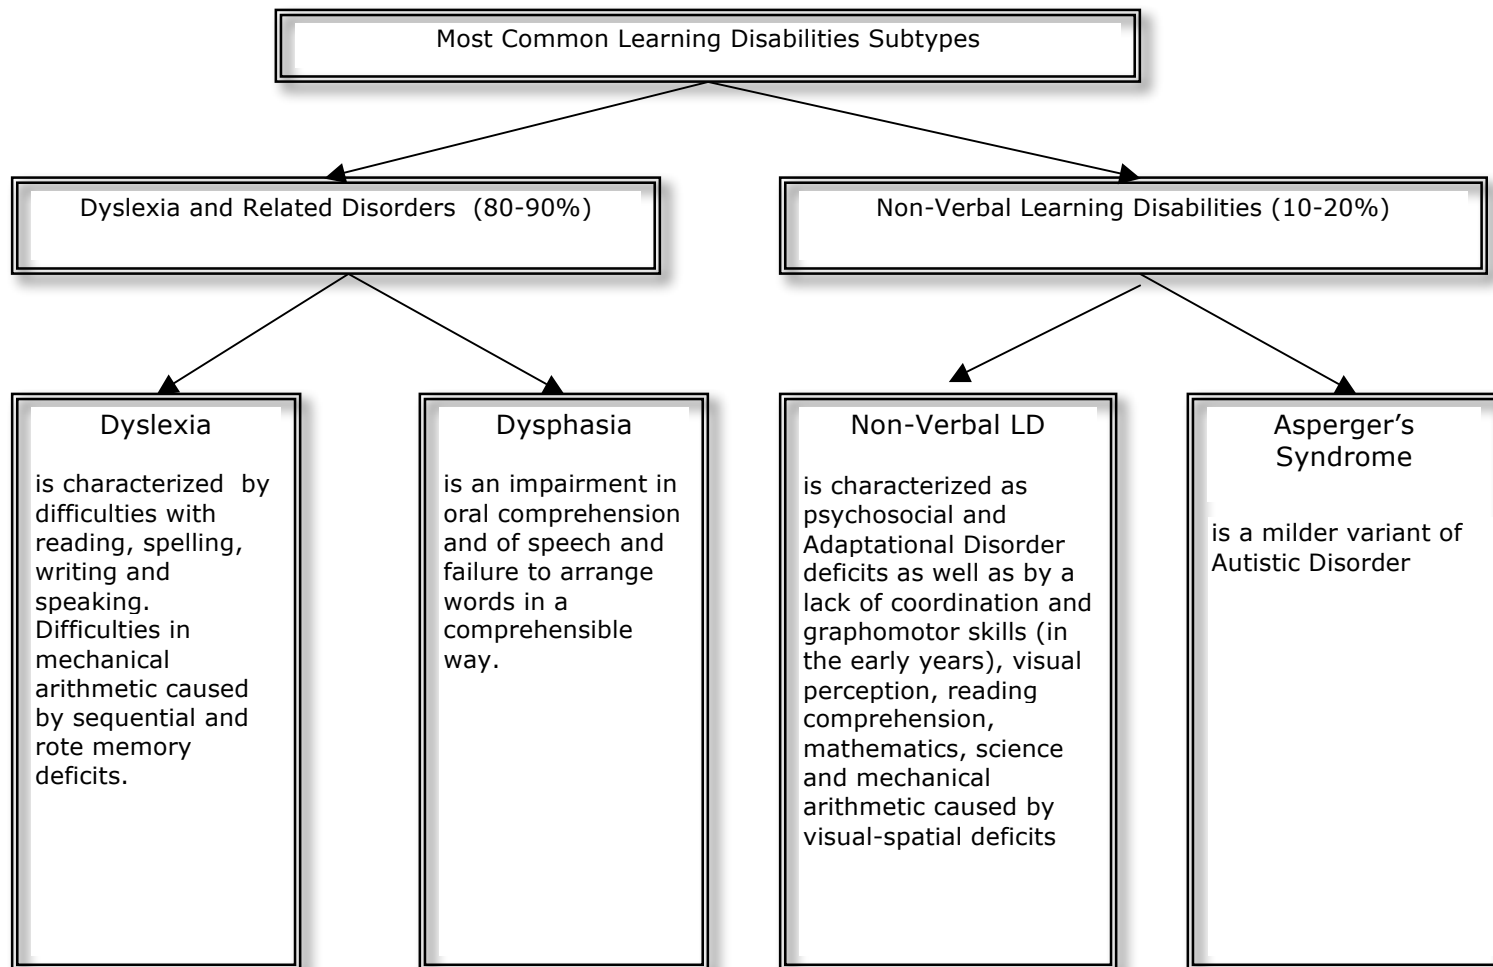 Most Common Learning Disabilities Subtypes
Dyslexia and Related Disorders  (80-90%)
Non-Verbal Learning Disabilities (10-20%)
Dyslexia
is characterized  by
difficulties with
reading, spelling,
writing and
speaking.
Difficulties in
mechanical
arithmetic caused
by sequential and
rote memory
deficits.
Dysphasia
is an impairment in
oral comprehension
and of speech and
failure to arrange
words in a
comprehensible
way.
Non-Verbal LD
is characterized as
psychosocial and
Adaptational Disorder
deficits as well as by a
lack of coordination and
graphomotor skills (in
the early years), visual
perception, reading
comprehension,
mathematics, science
and mechanical
arithmetic caused by
visual-spatial deficits
Asperger’s
Syndrome
is a milder variant of
Autistic Disorder